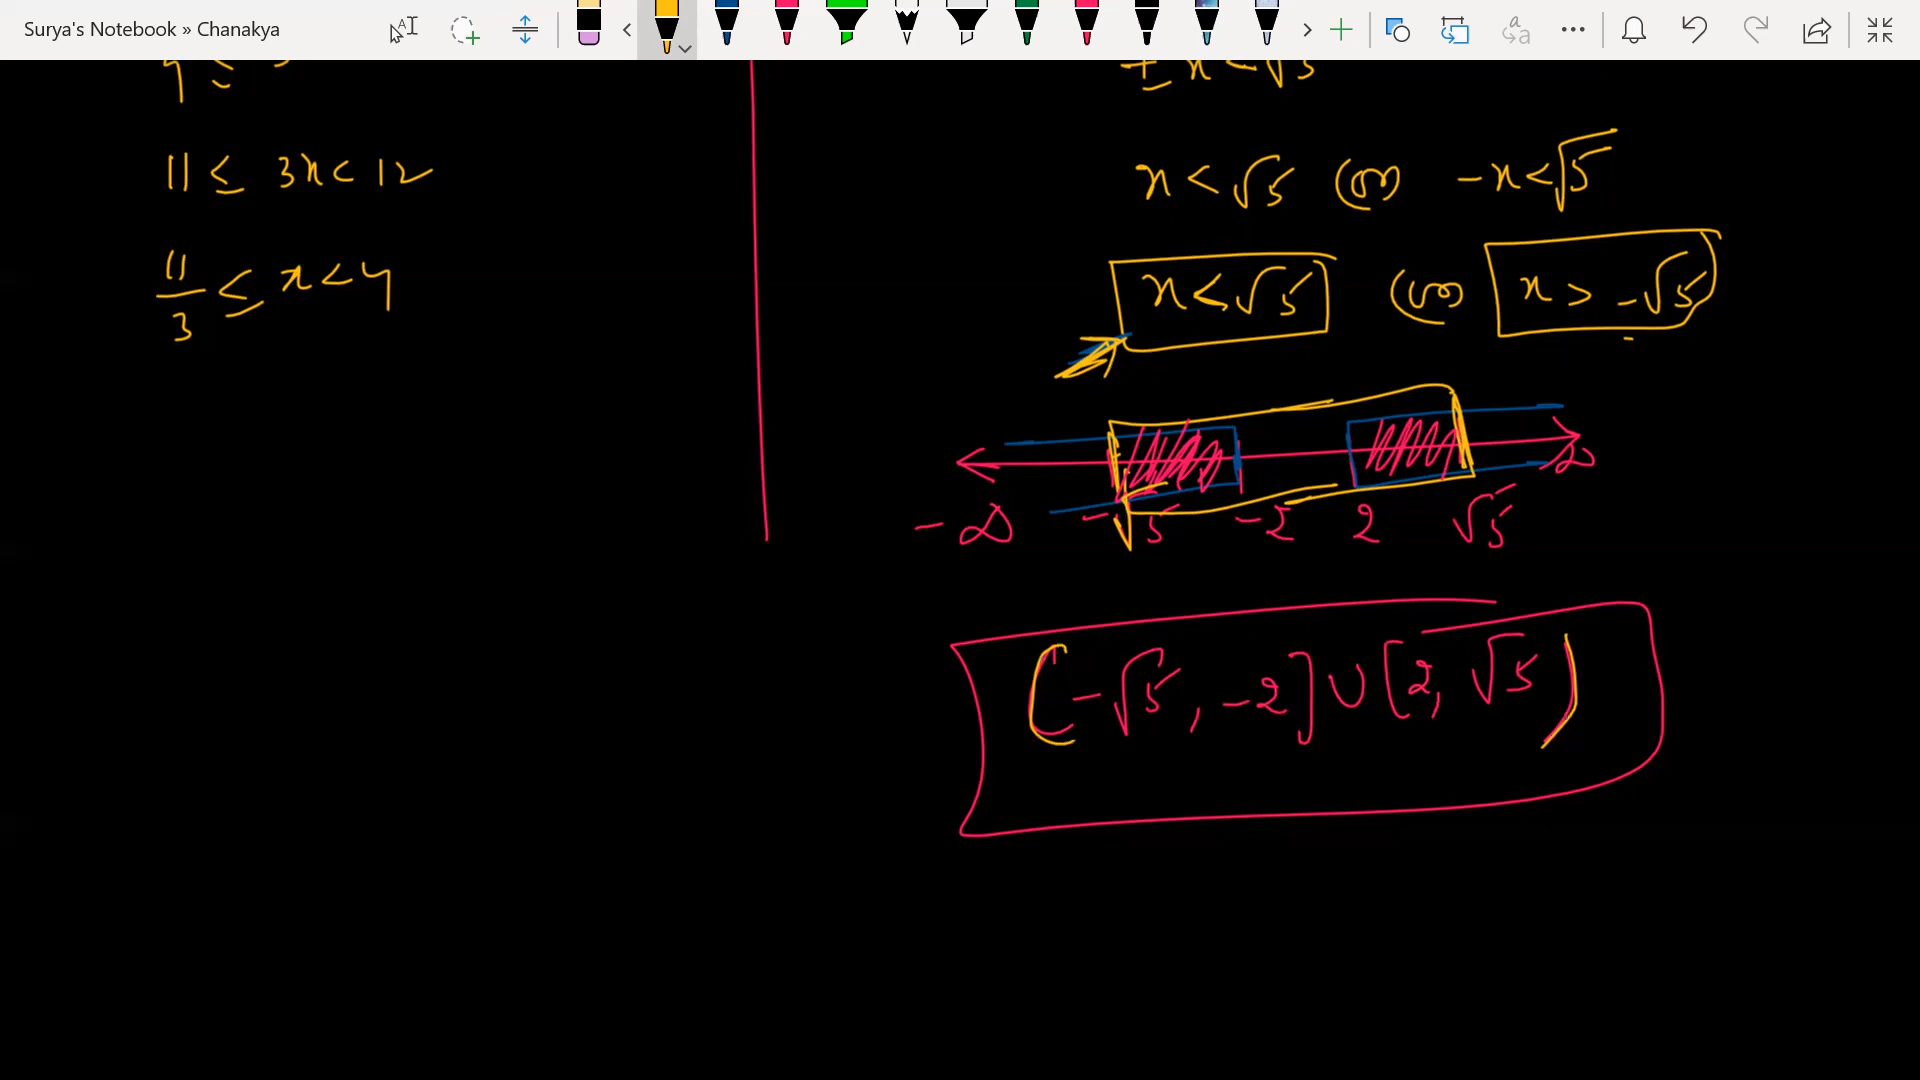 Surya's Notebook » Chanakya
11 ≤ 3x < 12
11/3 ≤ x < 4
± x < √5
x < √5 (or) -x < √5
x < √5 (or) x > -√5
-∞ -√5 -2 2 √5 ∞
(-√5, -2] ∪ [2, √5)